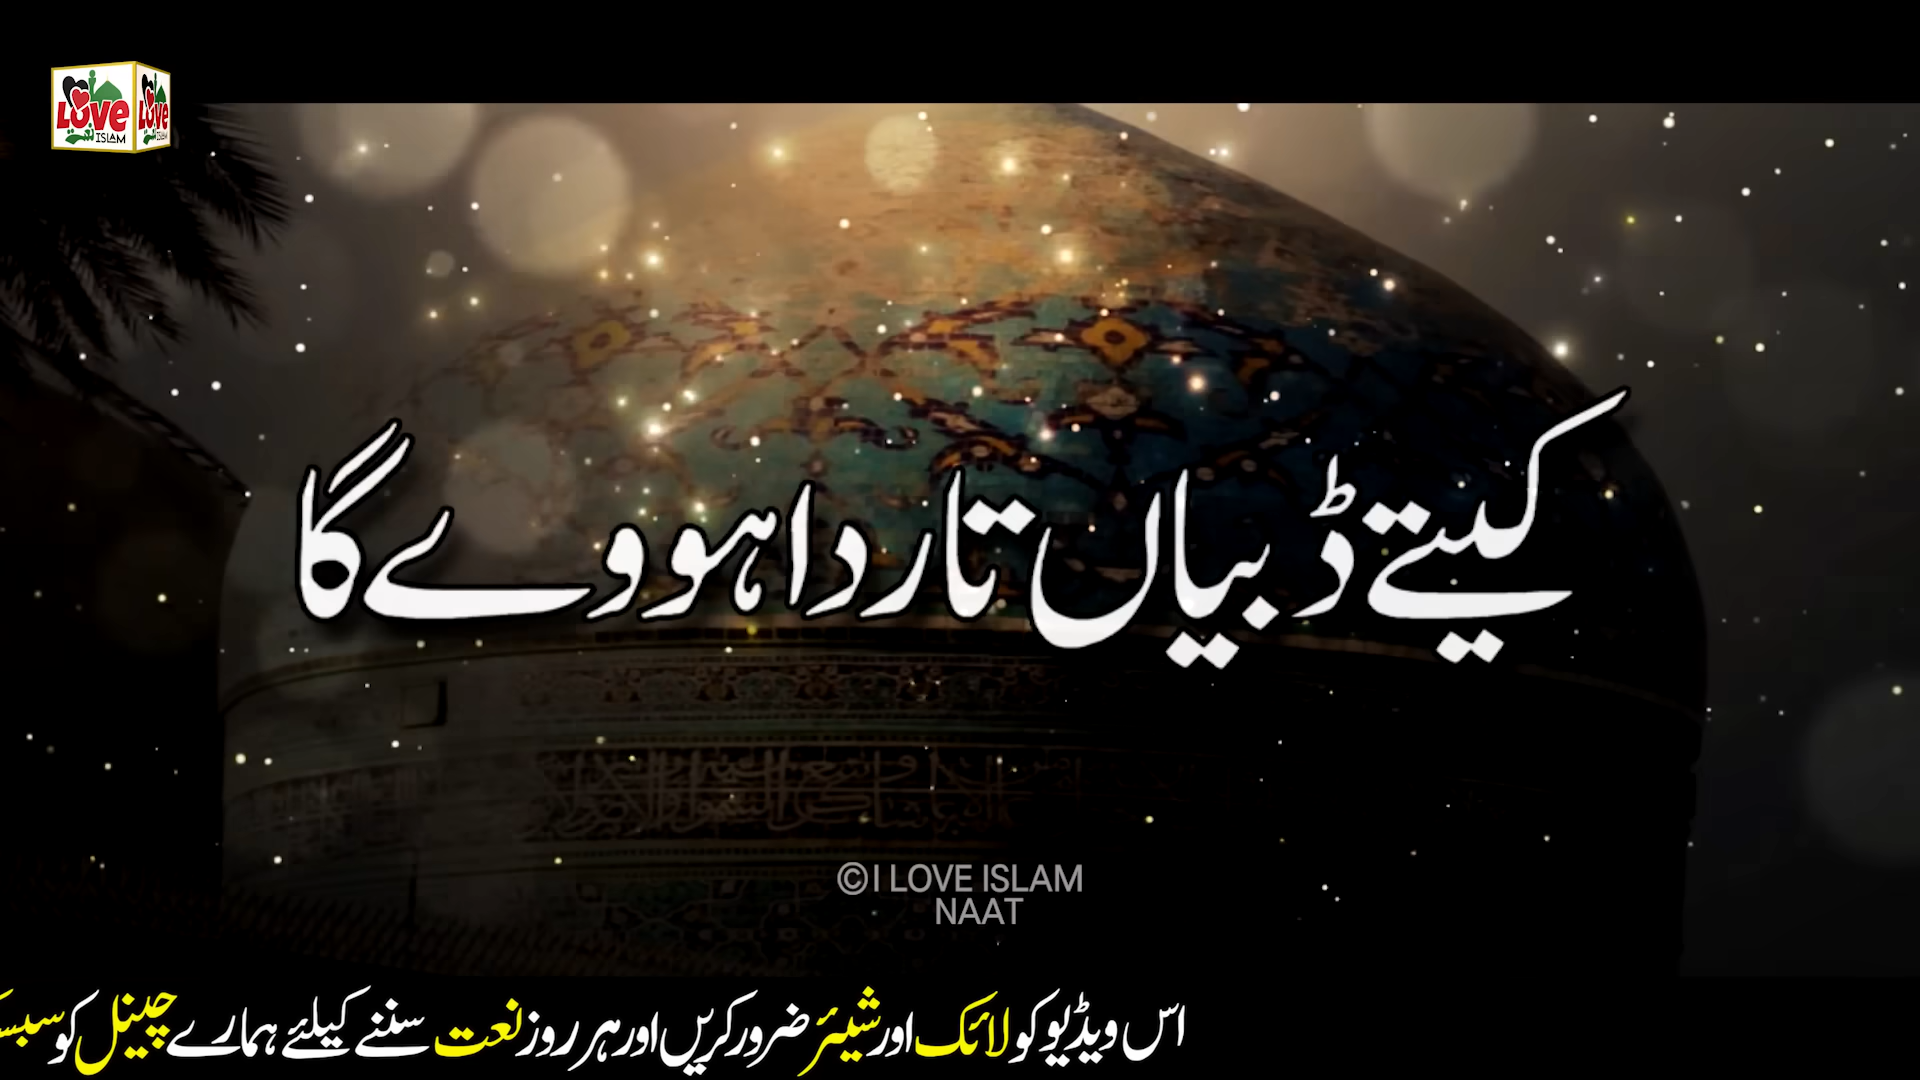 Love نعت ISLAM
کیتے ڈبیاں تار دا ہووے گا
©I LOVE ISLAM
NAAT
اس ویڈیو کو لائک اور شیئر ضرور کریں اور ہر روز نعت سننے کیلئے ہمارے چینل کو